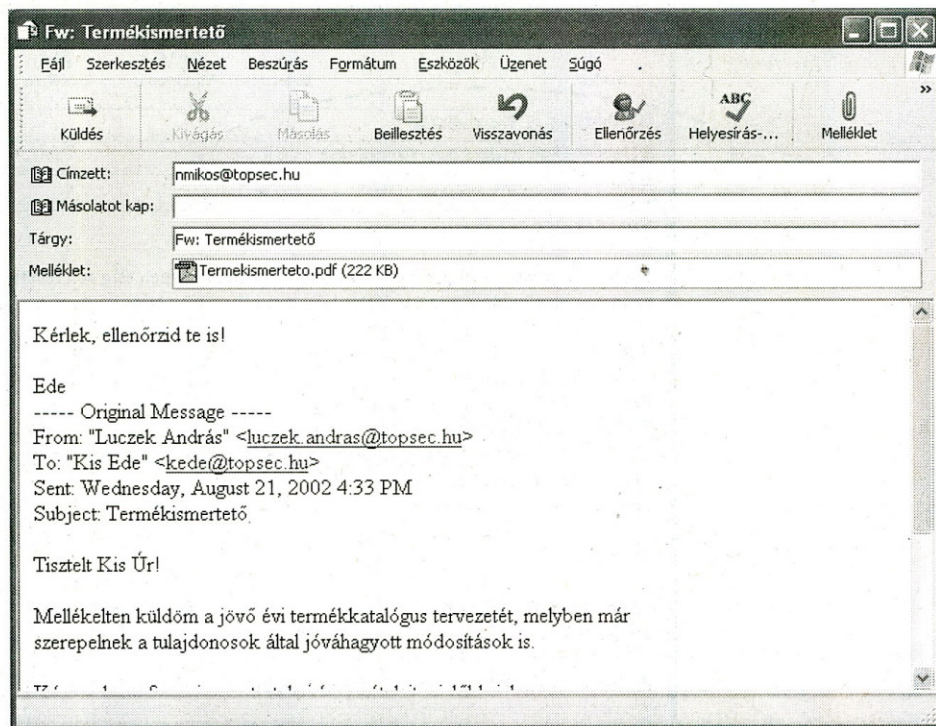 Fw: Termékismertető
Fájl Szerkesztés Nézet Beszúrás Formátum Eszközök Üzenet Súgó
Küldés Kivágás Másolás Beillesztés Visszavonás Ellenőrzés Helyesírás-... Melléklet
Címzett: nmikos@topsec.hu
Másolatot kap:
Tárgy: Fw: Termékismertető
Melléklet: Termekismerteto.pdf (222 KB)
Kérlek, ellenőrzid te is!
Ede
----- Original Message -----
From: "Luczek András" <luczek.andras@topsec.hu>
To: "Kis Ede" <kede@topsec.hu>
Sent: Wednesday, August 21, 2002 4:33 PM
Subject: Termékismertető
Tisztelt Kis Úr!
Mellékelten küldöm a jövő évi termékkatalógus tervezetét, melyben már
szerepelnek a tulajdonosok által jóváhagyott módosítások is.